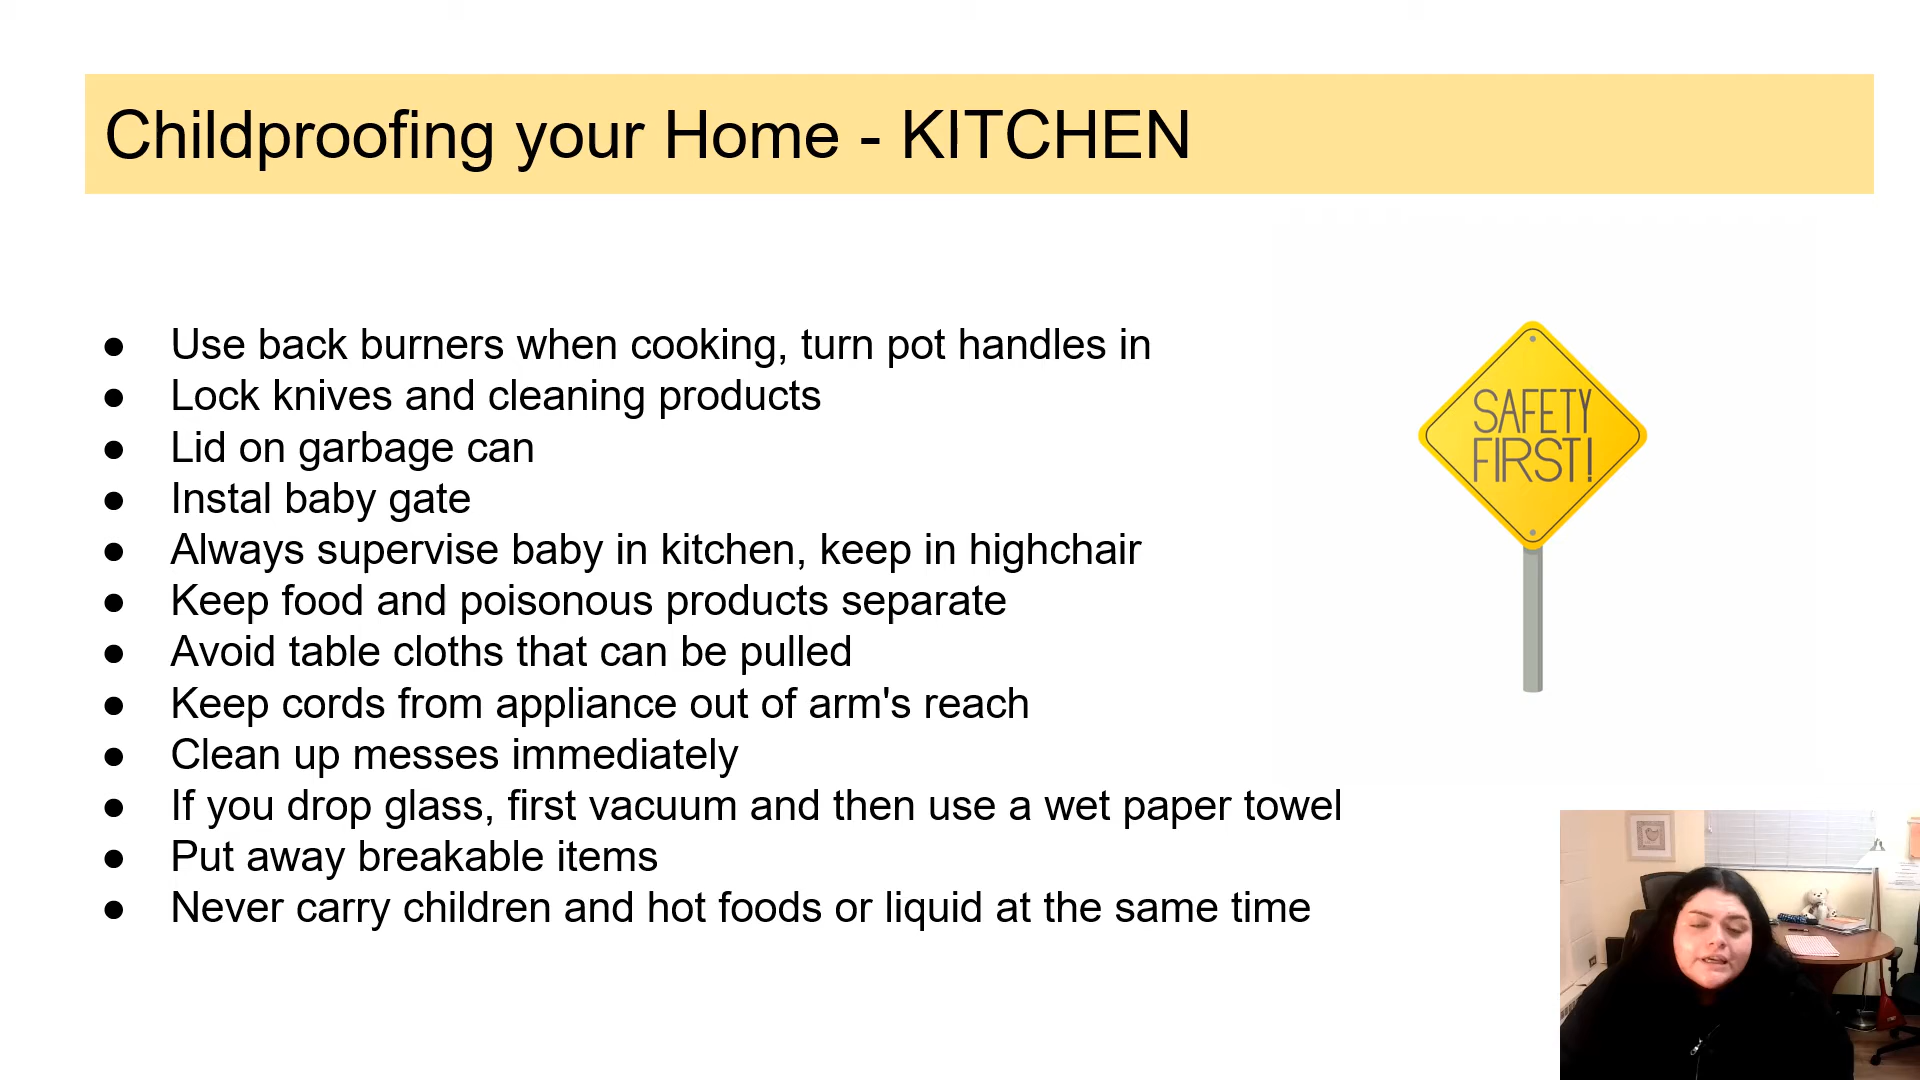 Childproofing your Home - KITCHEN
● Use back burners when cooking, turn pot handles in
● Lock knives and cleaning products
● Lid on garbage can
● Instal baby gate
● Always supervise baby in kitchen, keep in highchair
● Keep food and poisonous products separate
● Avoid table cloths that can be pulled
● Keep cords from appliance out of arm's reach
● Clean up messes immediately
● If you drop glass, first vacuum and then use a wet paper towel
● Put away breakable items
● Never carry children and hot foods or liquid at the same time
SAFETY
FIRST!